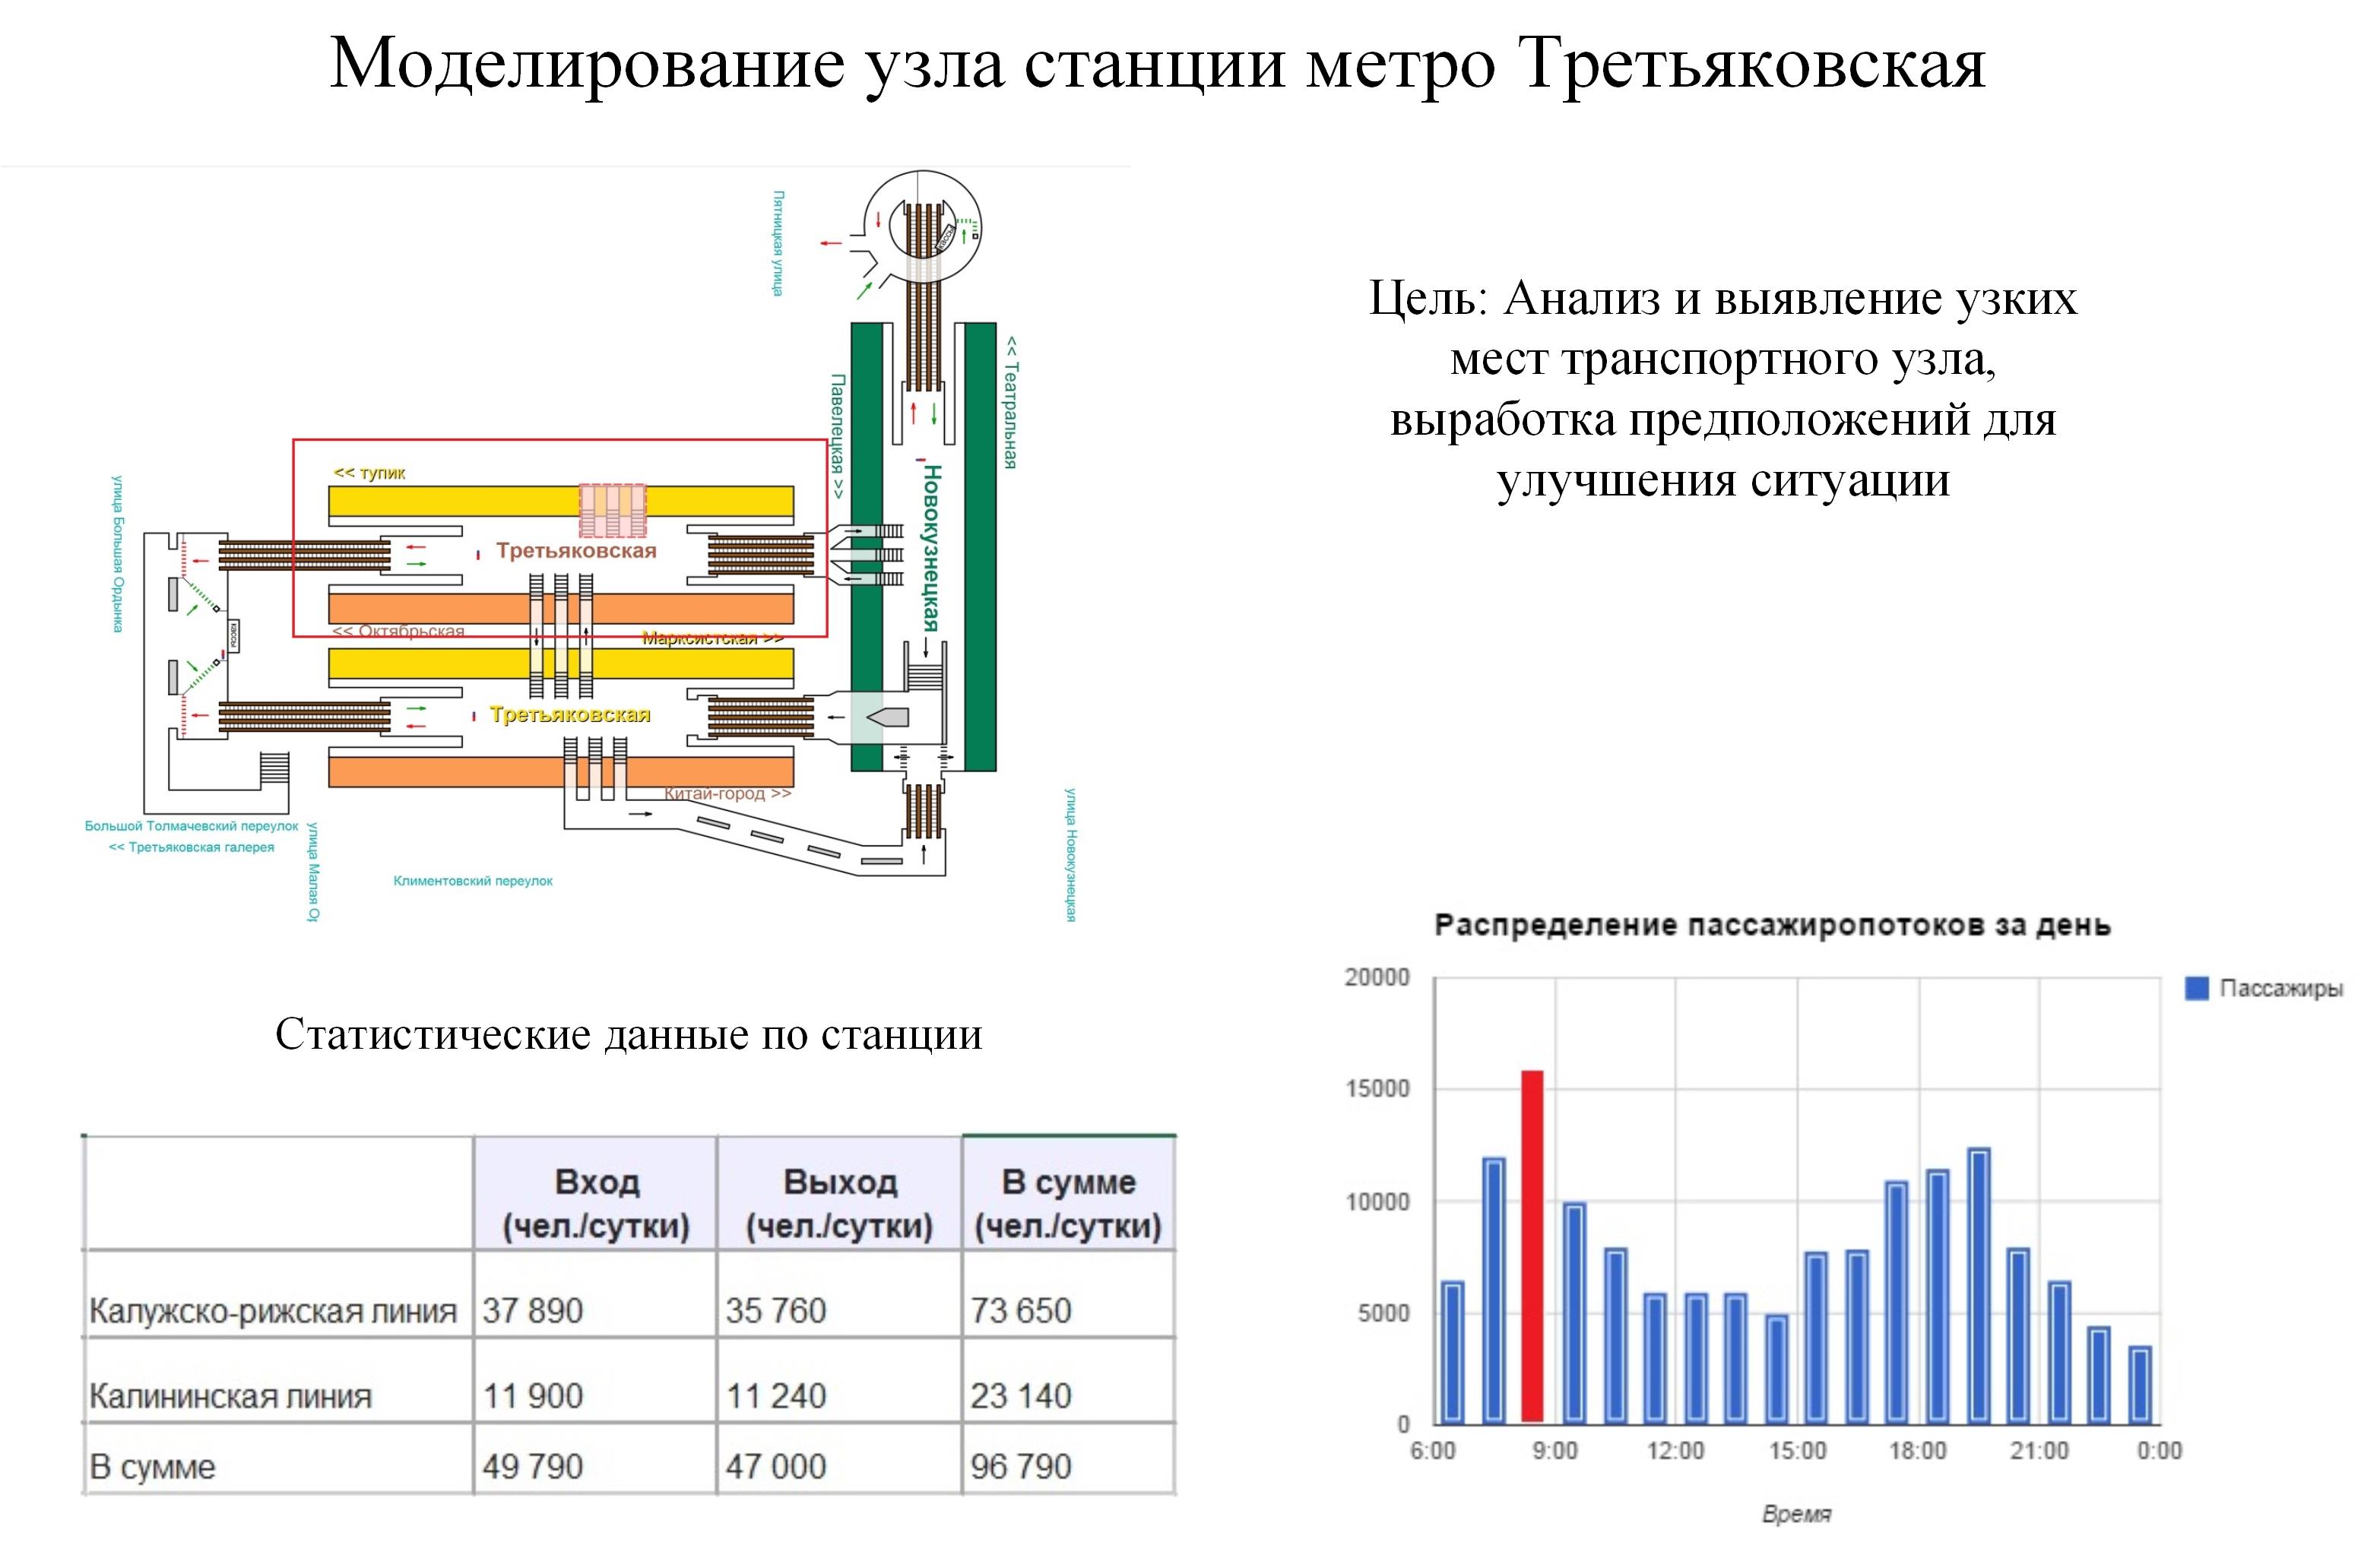 Моделирование узла станции метро Третьяковская
Пятницкая улица
кассы
<< Театральная
Павелецкая >>
Новокузнецкая
<< тупик
Третьяковская
<< Октябрьская
Марксистская >>
Третьяковская
Китай-город >>
улица Большая Ордынка
кассы
Большой Толмачевский переулок
<< Третьяковская галерея
улица Малая Ор
Климентовский переулок
улица Новокузнецкая
Цель: Анализ и выявление узких
мест транспортного узла,
выработка предположений для
улучшения ситуации
Статистические данные по станции
Вход (чел./сутки) Выход (чел./сутки) В сумме (чел./сутки)
Калужско-рижская линия 37 890 35 760 73 650
Калининская линия 11 900 11 240 23 140
В сумме 49 790 47 000 96 790
Распределение пассажиропотоков за день
20000
15000
10000
5000
0
6:00 9:00 12:00 15:00 18:00 21:00 0:00
Время
Пассажиры